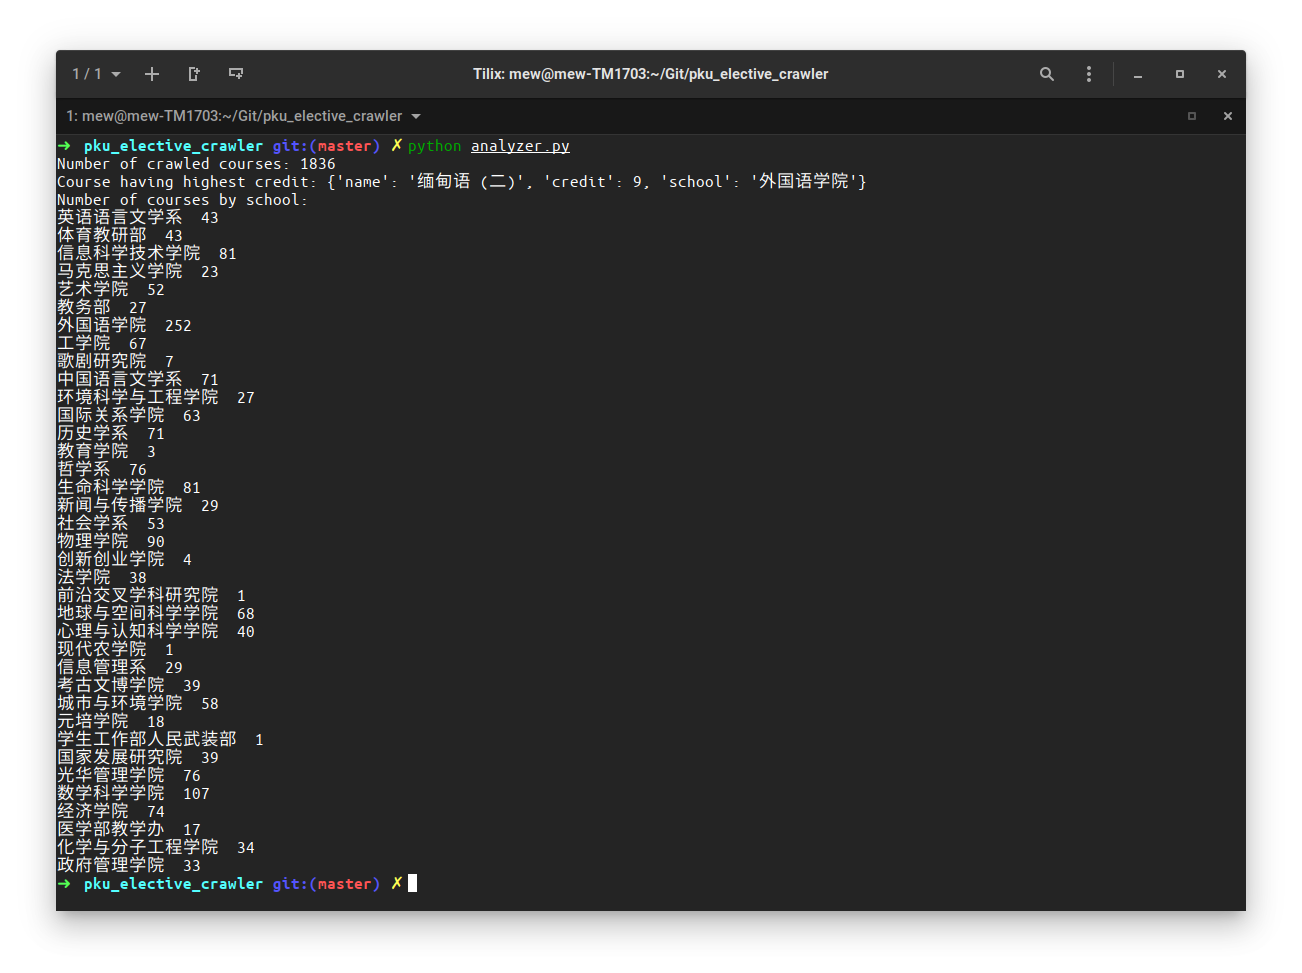 1 / 1
Tilix: mew@mew-TM1703:~/Git/pku_elective_crawler
1: mew@mew-TM1703:~/Git/pku_elective_crawler
➜ pku_elective_crawler git:(master) ✗ python analyzer.py
Number of crawled courses: 1836
Course having highest credit: {'name': '缅甸语 (二)', 'credit': 9, 'school': '外国语学院'}
Number of courses by school:
英语语言文学系 43
体育教研部 43
信息科学技术学院 81
马克思主义学院 23
艺术学院 52
教务部 27
外国语学院 252
工学院 67
歌剧研究院 7
中国语言文学系 71
环境科学与工程学院 27
国际关系学院 63
历史学系 71
教育学院 3
哲学系 76
生命科学学院 81
新闻与传播学院 29
社会学系 53
物理学院 90
创新创业学院 4
法学院 38
前沿交叉学科研究院 1
地球与空间科学学院 68
心理与认知科学学院 40
现代农学院 1
信息管理系 29
考古文博学院 39
城市与环境学院 58
元培学院 18
学生工作部人民武装部 1
国家发展研究院 39
光华管理学院 76
数学科学学院 107
经济学院 74
医学部教学办 17
化学与分子工程学院 34
政府管理学院 33
➜ pku_elective_crawler git:(master) ✗